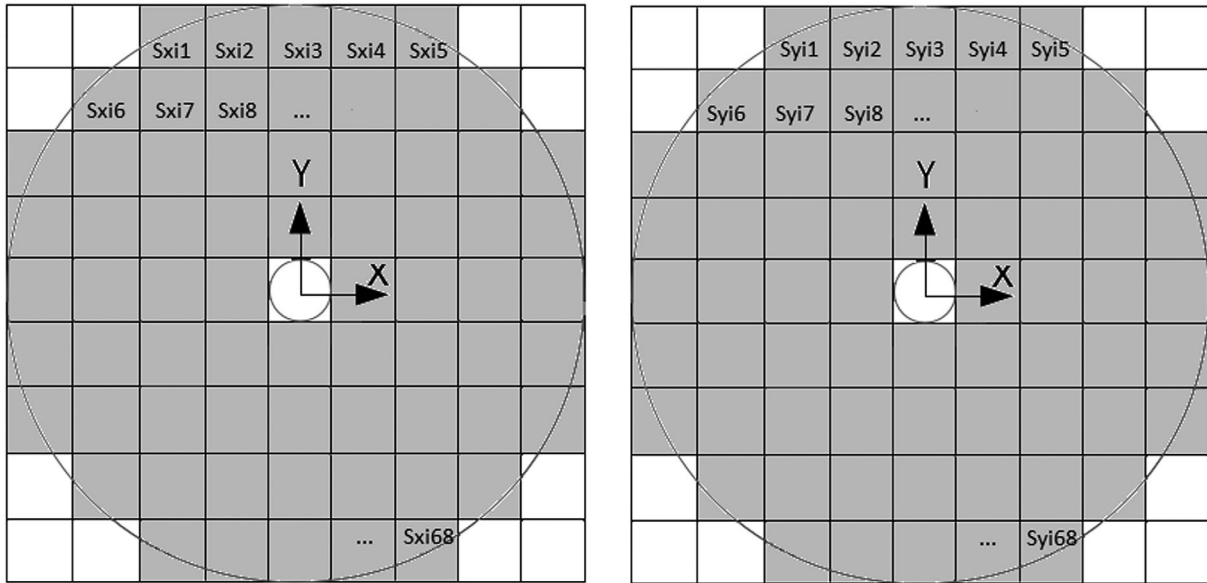 Sxi1 Sxi2 Sxi3 Sxi4 Sxi5
Sxi6 Sxi7 Sxi8 ...
Y
X
... Sxi68
Syi1 Syi2 Syi3 Syi4 Syi5
Syi6 Syi7 Syi8 ...
Y
X
... Syi68